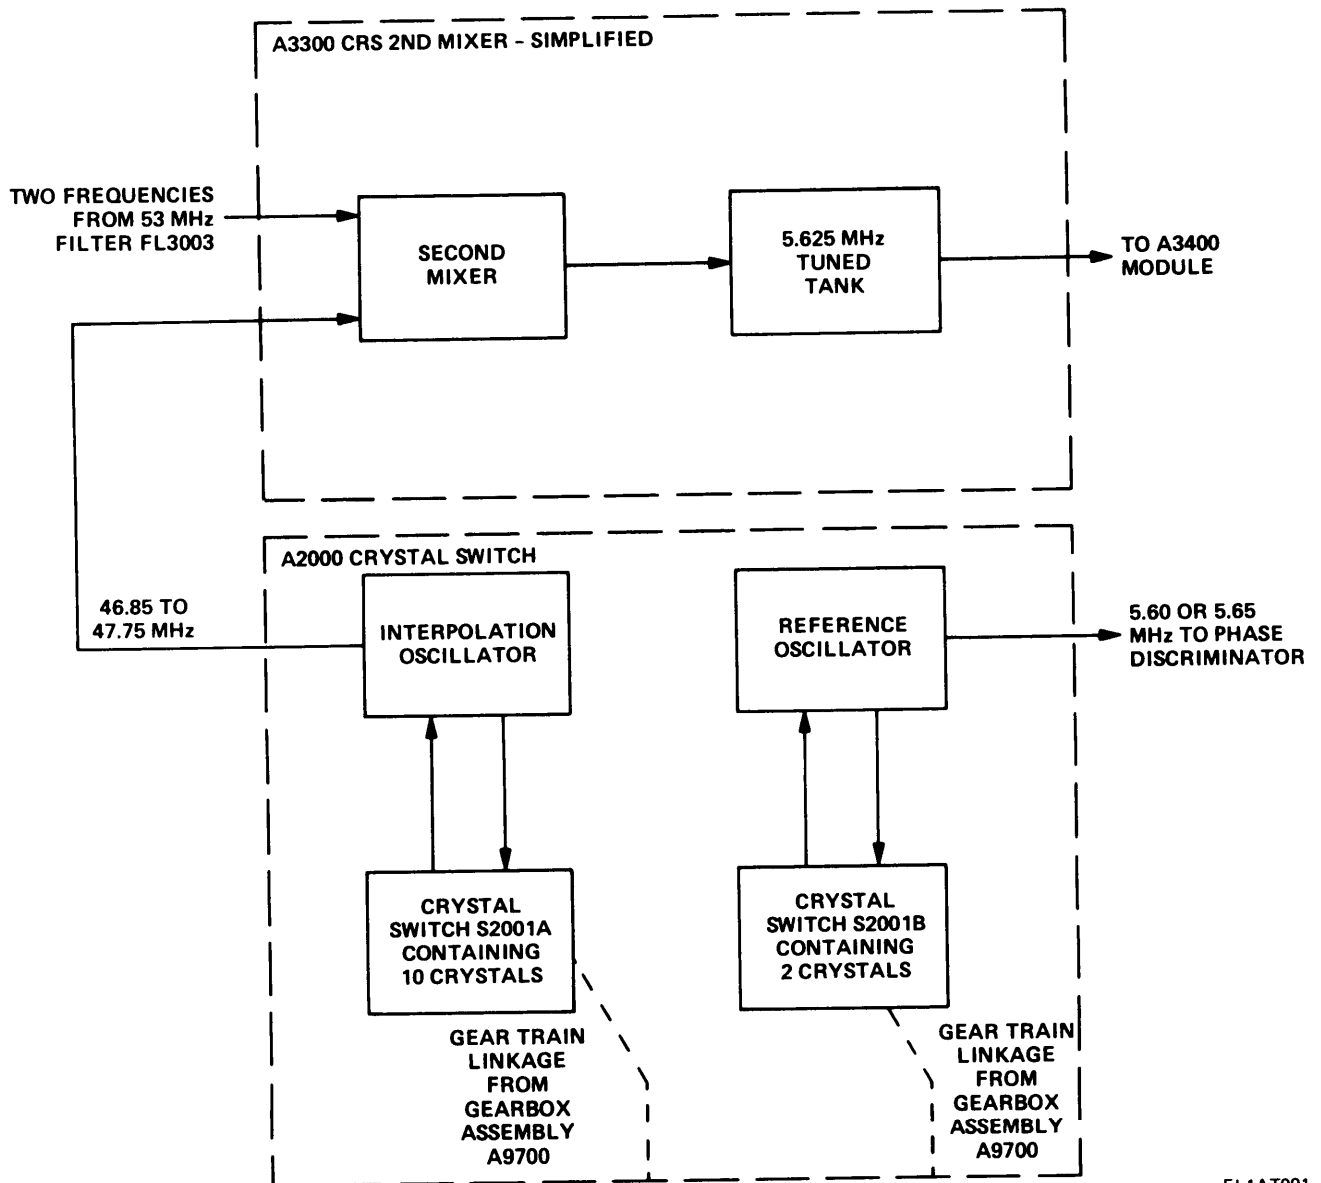 A3300 CRS 2ND MIXER – SIMPLIFIED
TWO FREQUENCIES
FROM 53 MHz
FILTER FL3003
SECOND
MIXER
5.625 MHz
TUNED
TANK
TO A3400
MODULE
A2000 CRYSTAL SWITCH
46.85 TO
47.75 MHz
INTERPOLATION
OSCILLATOR
REFERENCE
OSCILLATOR
5.60 OR 5.65
MHz TO PHASE
DISCRIMINATOR
CRYSTAL
SWITCH S2001A
CONTAINING
10 CRYSTALS
CRYSTAL
SWITCH S2001B
CONTAINING
2 CRYSTALS
GEAR TRAIN
LINKAGE
FROM
GEARBOX
ASSEMBLY
A9700
GEAR TRAIN
LINKAGE
FROM
GEARBOX
ASSEMBLY
A9700